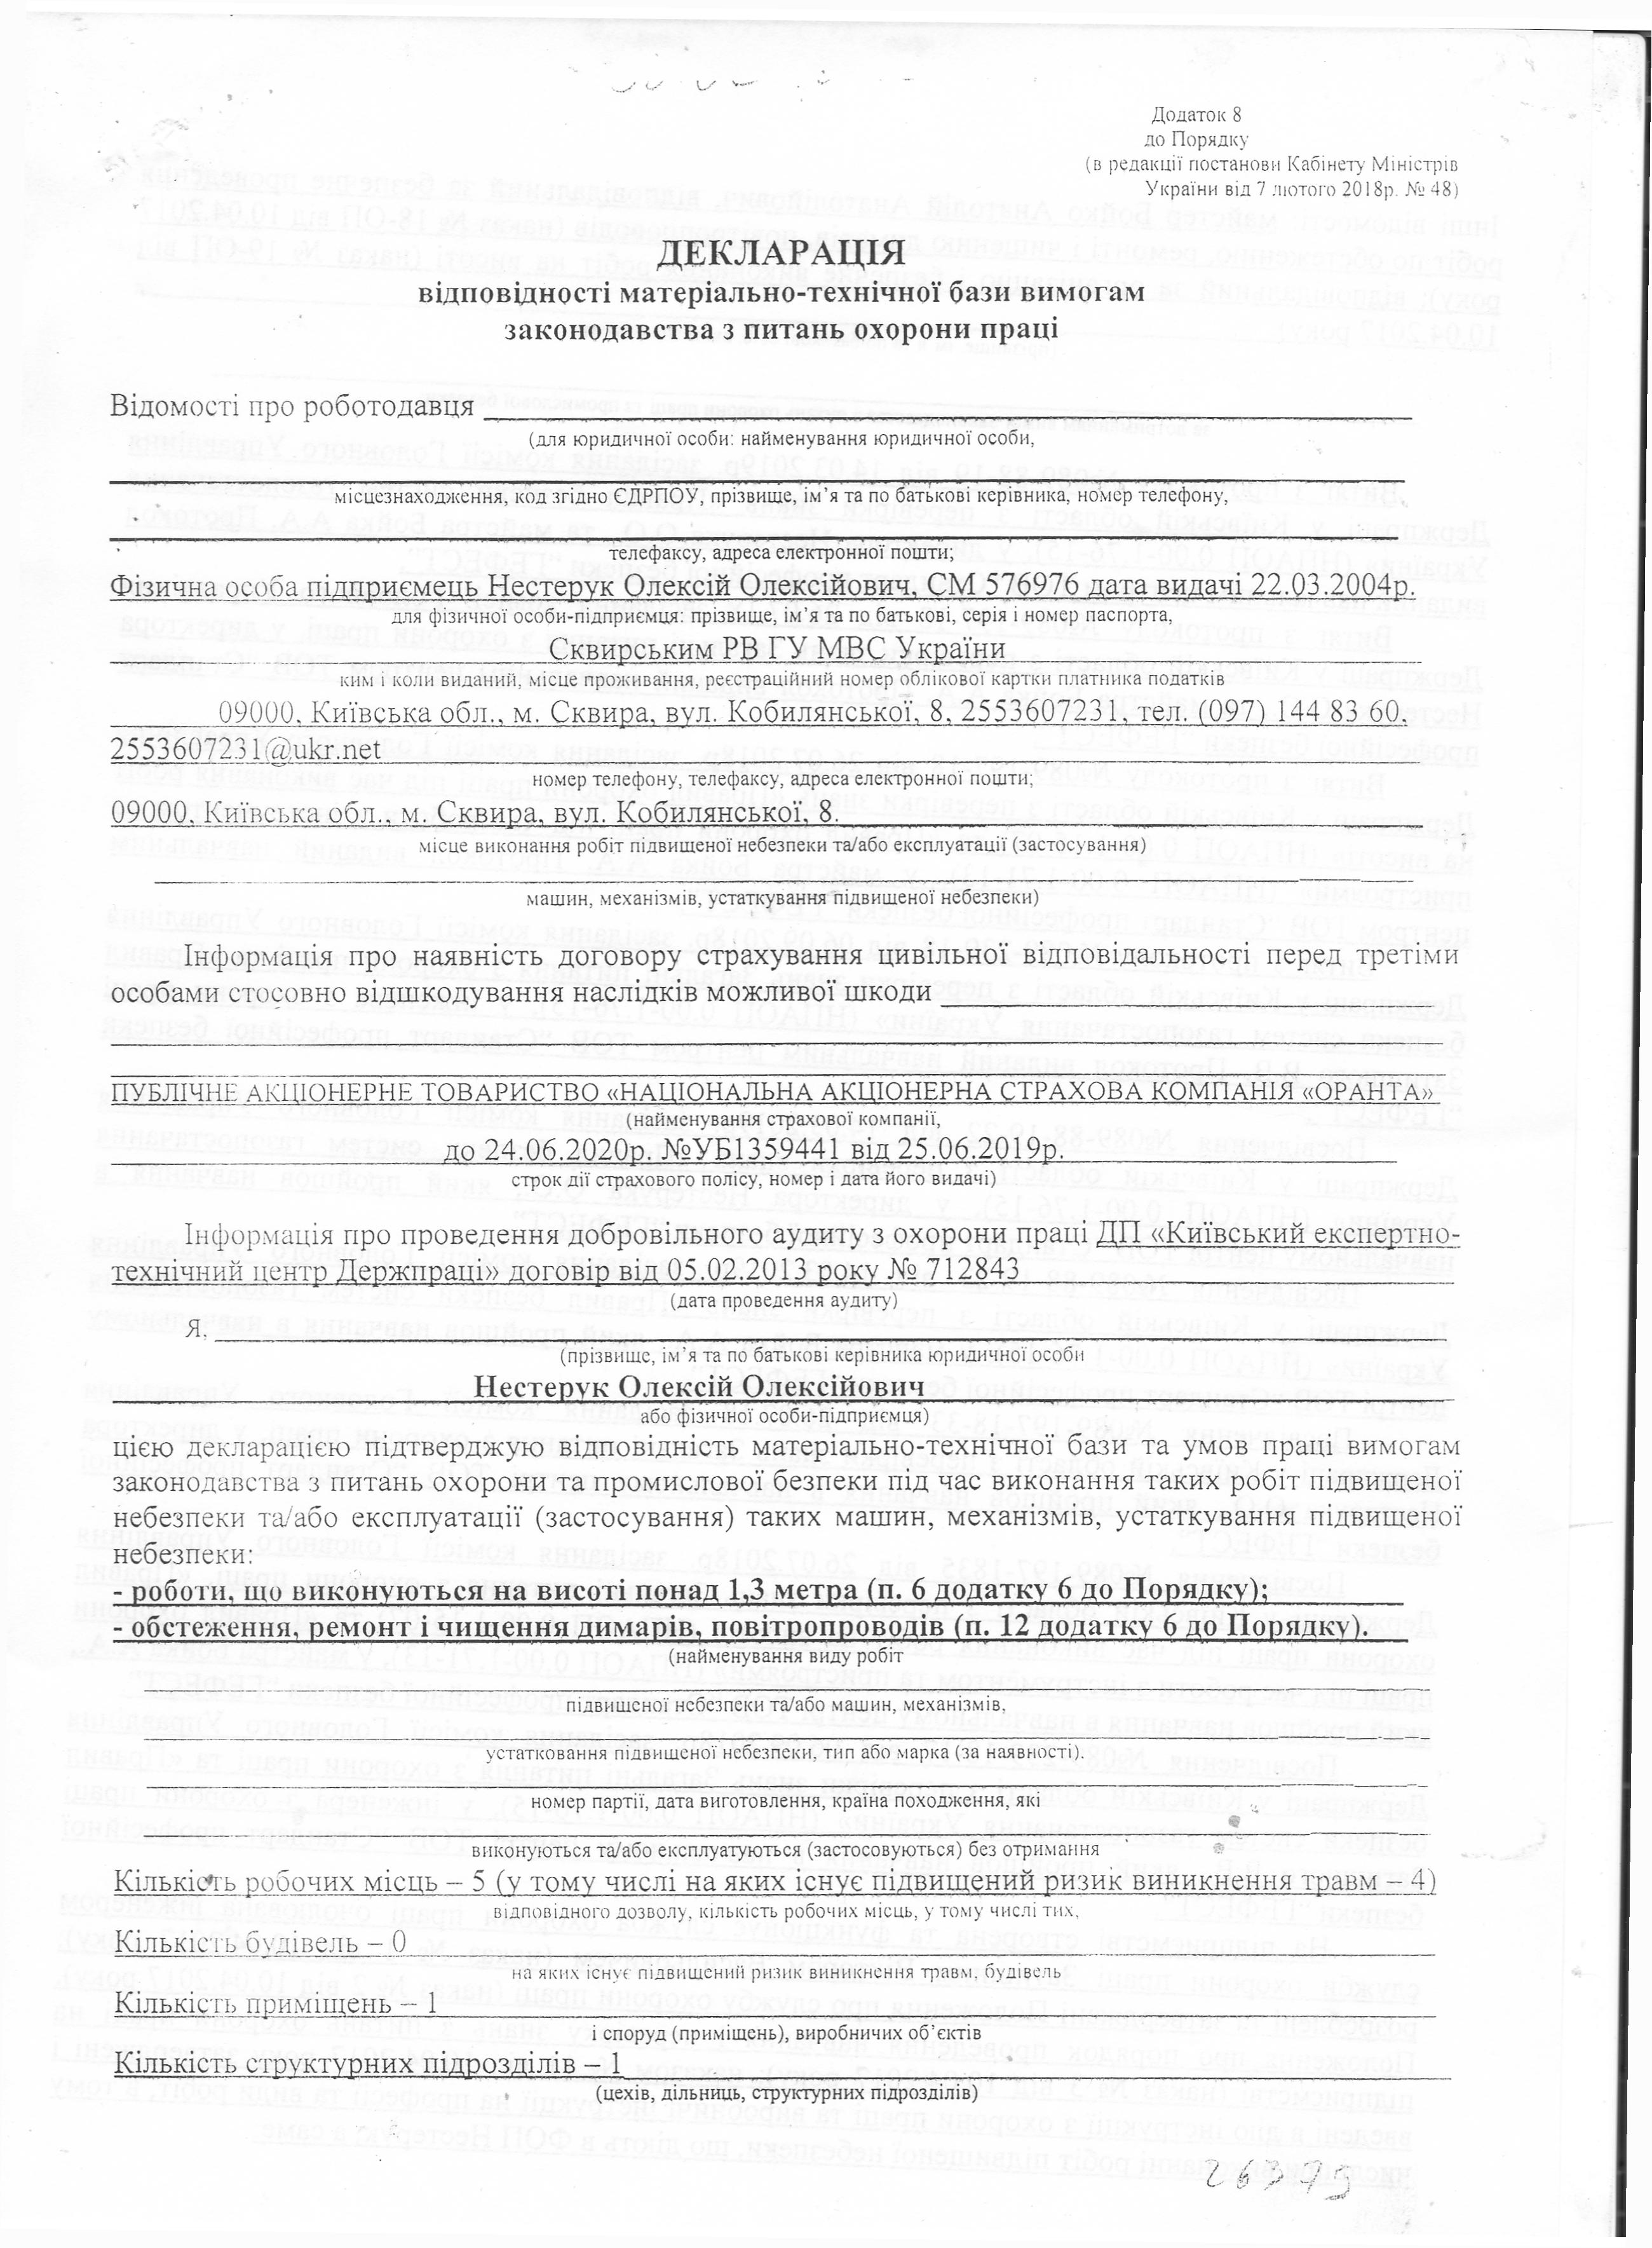 Додаток 8
до Порядку
(в редакції постанови Кабінету Міністрів
України від 7 лютого 2018р. № 48)
ДЕКЛАРАЦІЯ
відповідності матеріально-технічної бази вимогам
законодавства з питань охорони праці
Відомості про роботодавця
(для юридичної особи: найменування юридичної особи,
місцезнаходження, код згідно ЄДРПОУ, прізвище, ім’я та по батькові керівника, номер телефону,
телефаксу, адреса електронної пошти;
Фізична особа підприємець Нестерук Олексій Олексійович, СМ 576976 дата видачі 22.03.2004р.
для фізичної особи-підприємця: прізвище, ім’я та по батькові, серія і номер паспорта,
Сквирським РВ ГУ МВС України
ким і коли виданий, місце проживання, реєстраційний номер облікової картки платника податків
09000, Київська обл., м. Сквира, вул. Кобилянської, 8, 2553607231, тел. (097) 144 83 60,
2553607231@ukr.net
номер телефону, телефаксу, адреса електронної пошти;
09000, Київська обл., м. Сквира, вул. Кобилянської, 8.
місце виконання робіт підвищеної небезпеки та/або експлуатації (застосування)
машин, механізмів, устаткування підвищеної небезпеки)
Інформація про наявність договору страхування цивільної відповідальності перед третіми
особами стосовно відшкодування наслідків можливої шкоди
ПУБЛІЧНЕ АКЦІОНЕРНЕ ТОВАРИСТВО «НАЦІОНАЛЬНА АКЦІОНЕРНА СТРАХОВА КОМПАНІЯ «ОРАНТА»
(найменування страхової компанії,
до 24.06.2020р. №УБ1359441 від 25.06.2019р.
строк дії страхового полісу, номер і дата його видачі)
Інформація про проведення добровільного аудиту з охорони праці ДП «Київський експертно-
технічний центр Держпраці» договір від 05.02.2013 року № 712843
(дата проведення аудиту)
Я,
(прізвище, ім’я та по батькові керівника юридичної особи
Нестерук Олексій Олексійович
або фізичної особи-підприємця)
цією декларацією підтверджую відповідність матеріально-технічної бази та умов праці вимогам
законодавства з питань охорони та промислової безпеки під час виконання таких робіт підвищеної
небезпеки та/або експлуатації (застосування) таких машин, механізмів, устаткування підвищеної
небезпеки:
- роботи, що виконуються на висоті понад 1,3 метра (п. 6 додатку 6 до Порядку);
- обстеження, ремонт і чищення димарів, повітропроводів (п. 12 додатку 6 до Порядку).
(найменування виду робіт
підвищеної небезпеки та/або машин, механізмів,
устатковання підвищеної небезпеки, тип або марка (за наявності).
номер партії, дата виготовлення, країна походження, які
виконуються та/або експлуатуються (застосовуються) без отримання
Кількість робочих місць – 5 (у тому числі на яких існує підвищений ризик виникнення травм – 4)
відповідного дозволу, кількість робочих місць, у тому числі тих,
Кількість будівель – 0
на яких існує підвищений ризик виникнення травм, будівель
Кількість приміщень – 1
і споруд (приміщень), виробничих об’єктів
Кількість структурних підрозділів – 1
(цехів, дільниць, структурних підрозділів)